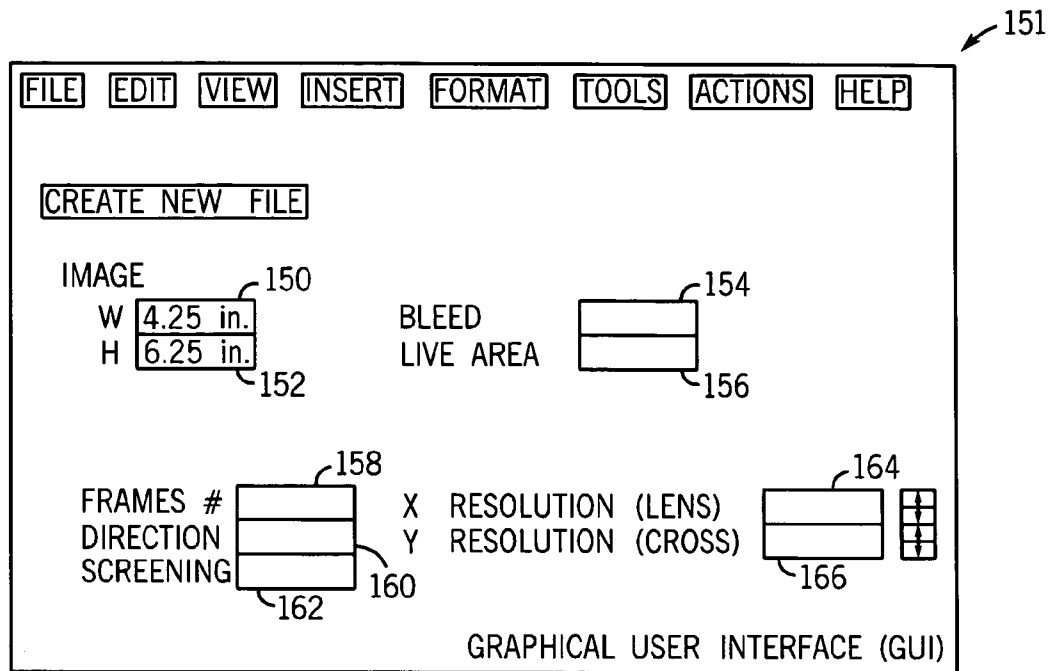 151
FILE EDIT VIEW INSERT FORMAT TOOLS ACTIONS HELP
CREATE NEW FILE
IMAGE
150
154
W 4.25 in. BLEED
H 6.25 in. LIVE AREA
152
156
158
164
FRAMES # X RESOLUTION (LENS)
DIRECTION Y RESOLUTION (CROSS)
SCREENING
160
166
162
GRAPHICAL USER INTERFACE (GUI)